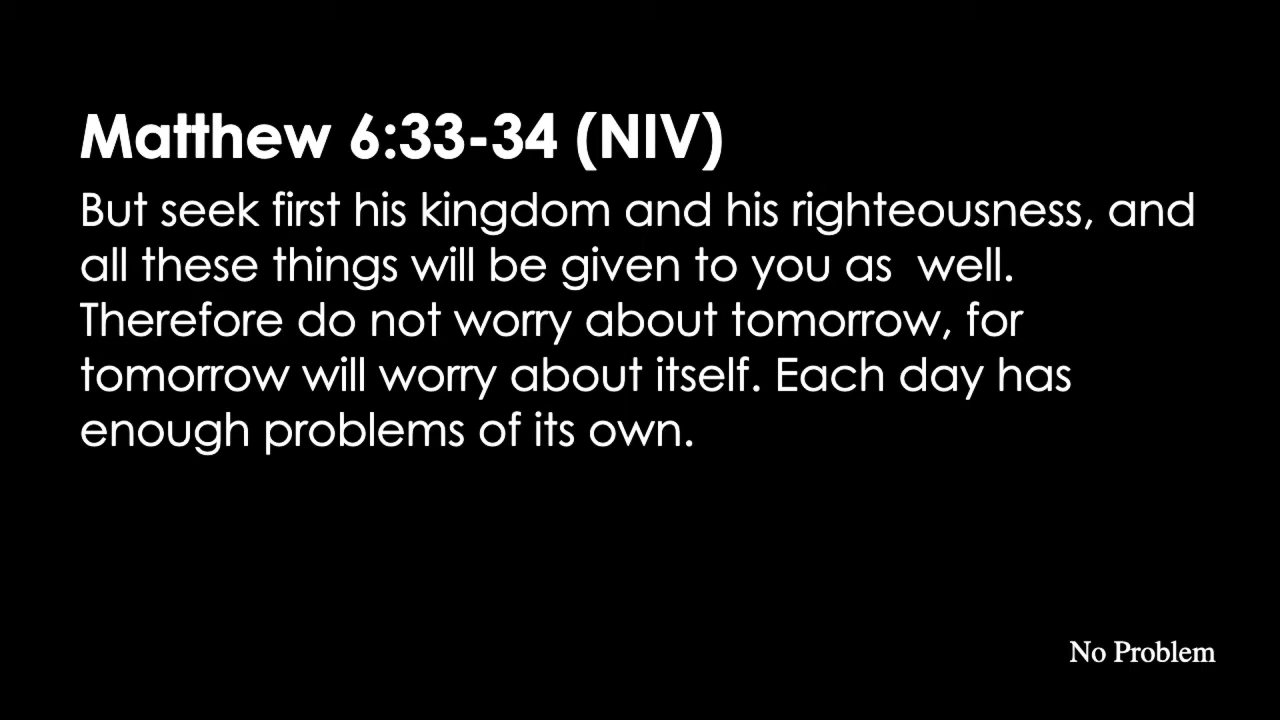 Matthew 6:33-34 (NIV)
But seek first his kingdom and his righteousness, and
all these things will be given to you as  well.
Therefore do not worry about tomorrow, for
tomorrow will worry about itself. Each day has
enough problems of its own.
No Problem